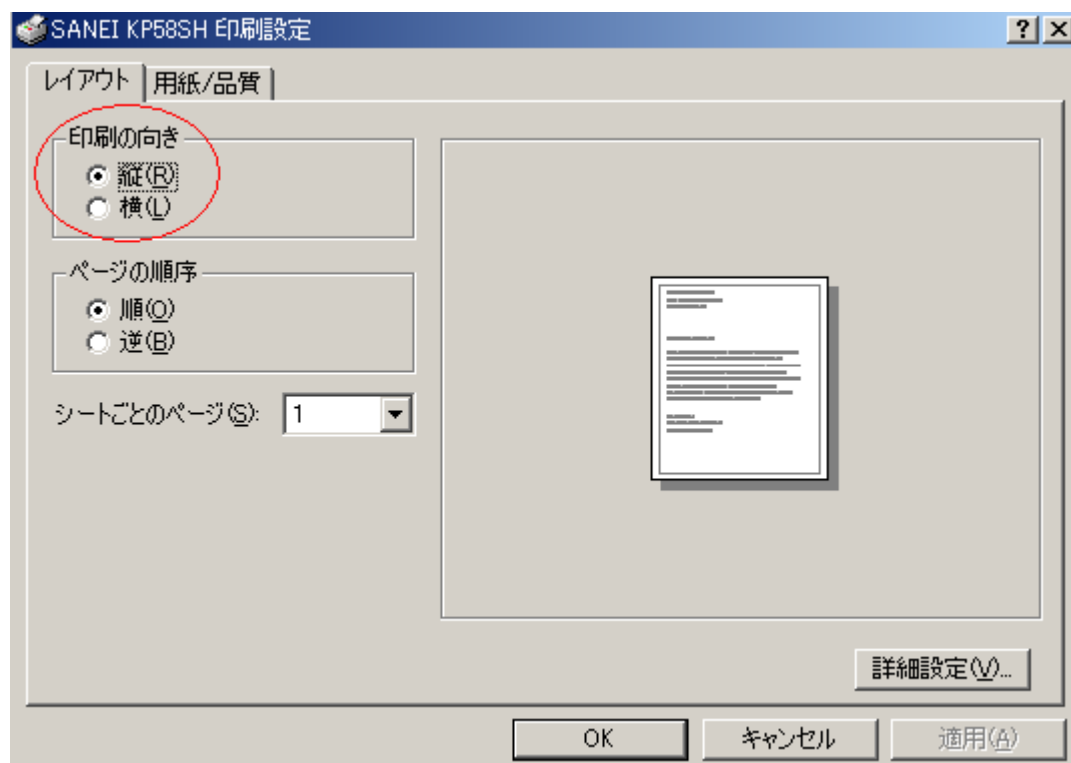 SANEI KP58SH 印刷設定
レイアウト 用紙/品質
印刷の向き
縦(R)
横(L)
ページの順序
順(O)
逆(B)
シートごとのページ(S): 1
詳細設定(V)...
OK キャンセル 適用(A)